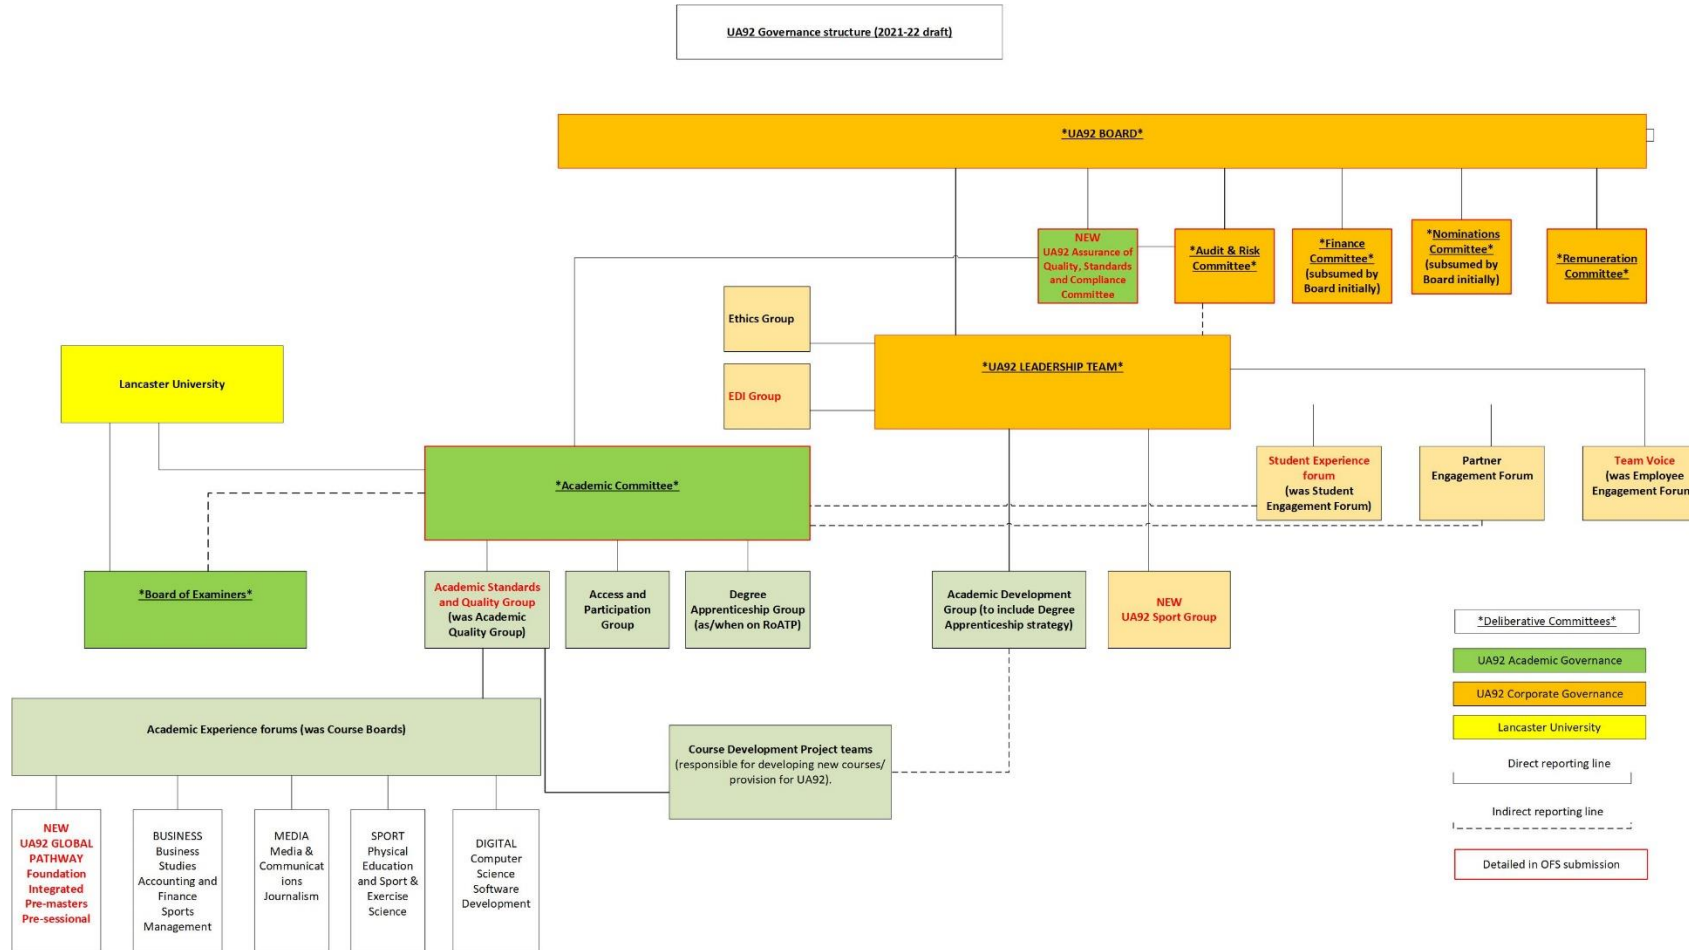 UA92 Governance structure (2021-22 draft)
*UA92 BOARD*
NEW
UA92 Assurance of
Quality, Standards
and Compliance
Committee
*Audit & Risk
Committee*
*Finance
Committee*
(subsumed by
Board initially)
*Nominations
Committee*
(subsumed by
Board initially)
*Remuneration
Committee*
Ethics Group
EDI Group
*UA92 LEADERSHIP TEAM*
Lancaster University
*Academic Committee*
Student Experience
forum
(was Student
Engagement Forum)
Partner
Engagement Forum
Team Voice
(was Employee
Engagement Forum
*Board of Examiners*
Academic Standards
and Quality Group
(was Academic
Quality Group)
Access and
Participation
Group
Degree
Apprenticeship Group
(as/when on RoATP)
Academic Development
Group (to include Degree
Apprenticeship strategy)
NEW
UA92 Sport Group
Academic Experience forums (was Course Boards)
Course Development Project teams
(responsible for developing new courses/
provision for UA92).
NEW
UA92 GLOBAL
PATHWAY
Foundation
Integrated
Pre-masters
Pre-sessional
BUSINESS
Business
Studies
Accounting and
Finance
Sports
Management
MEDIA
Media &
Communicat
ions
Journalism
SPORT
Physical
Education
and Sport &
Exercise
Science
DIGITAL
Computer
Science
Software
Development
*Deliberative Committees*
UA92 Academic Governance
UA92 Corporate Governance
Lancaster University
Direct reporting line
Indirect reporting line
Detailed in OFS submission